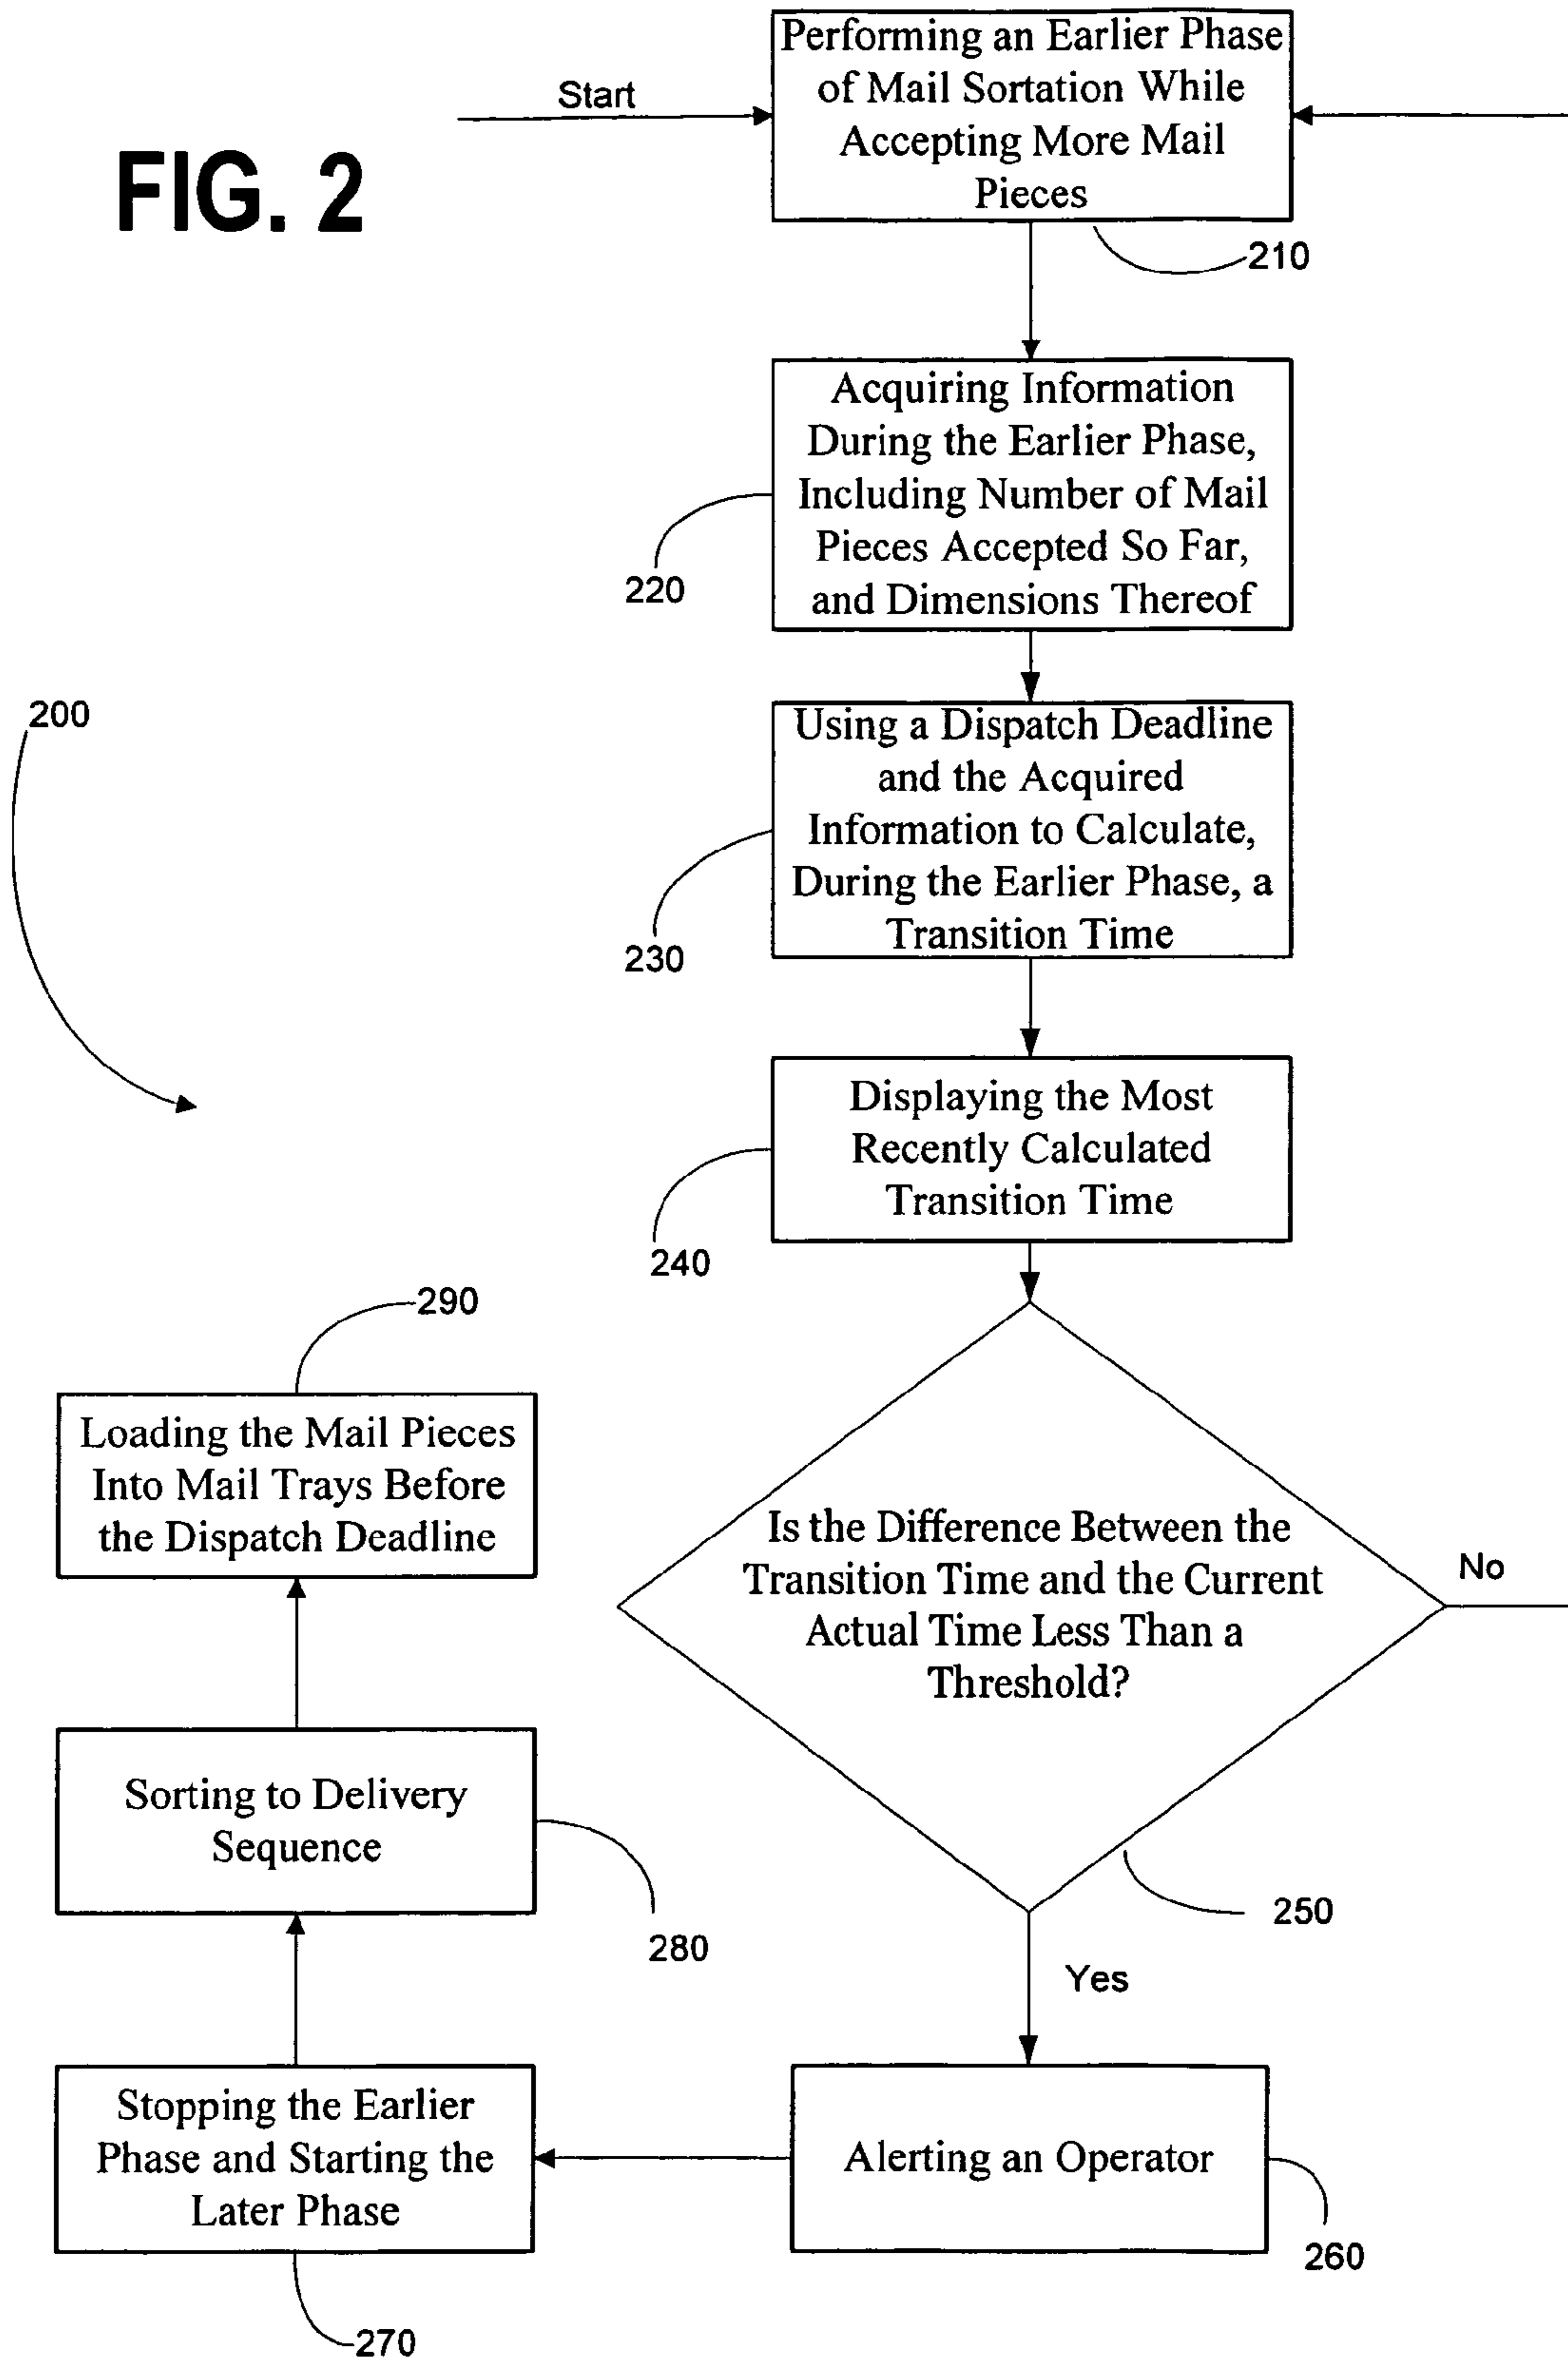 FIG. 2
Start
Performing an Earlier Phase
of Mail Sortation While
Accepting More Mail
Pieces
210
Acquiring Information
During the Earlier Phase,
Including Number of Mail
Pieces Accepted So Far,
and Dimensions Thereof
220
200
Using a Dispatch Deadline
and the Acquired
Information to Calculate,
During the Earlier Phase, a
Transition Time
230
Displaying the Most
Recently Calculated
Transition Time
240
Is the Difference Between the
Transition Time and the Current
Actual Time Less Than a
Threshold?
No
250
Yes
Alerting an Operator
260
Stopping the Earlier
Phase and Starting the
Later Phase
270
Sorting to Delivery
Sequence
280
Loading the Mail Pieces
Into Mail Trays Before
the Dispatch Deadline
290